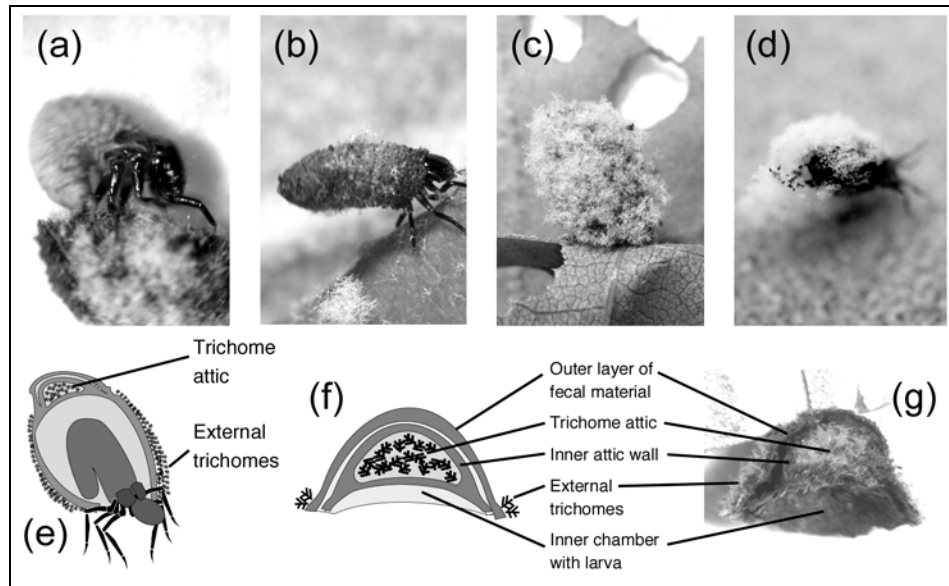 (a)
(b)
(c)
(d)
Trichome
attic
External
trichomes
(e)
(f)
Outer layer of
fecal material
Trichome attic
Inner attic wall
External
trichomes
Inner chamber
with larva
(g)